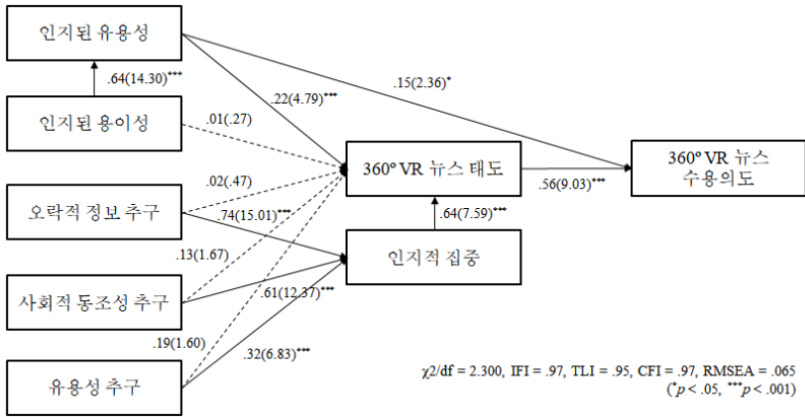 인지된 유용성
.64(14.30)***
.15(2.36)*
.22(4.79)***
인지된 용이성
.01(.27)
360° VR 뉴스 태도
.56(9.03)***
360° VR 뉴스
수용의도
.02(.47)
오락적 정보 추구
.74(15.01)***
.64(7.59)***
인지적 집중
.13(1.67)
사회적 동조성 추구
.61(12.37)***
.19(1.60)
.32(6.83)***
유용성 추구
χ2/df = 2.300, IFI = .97, TLI = .95, CFI = .97, RMSEA = .065
(*p < .05, ***p < .001)